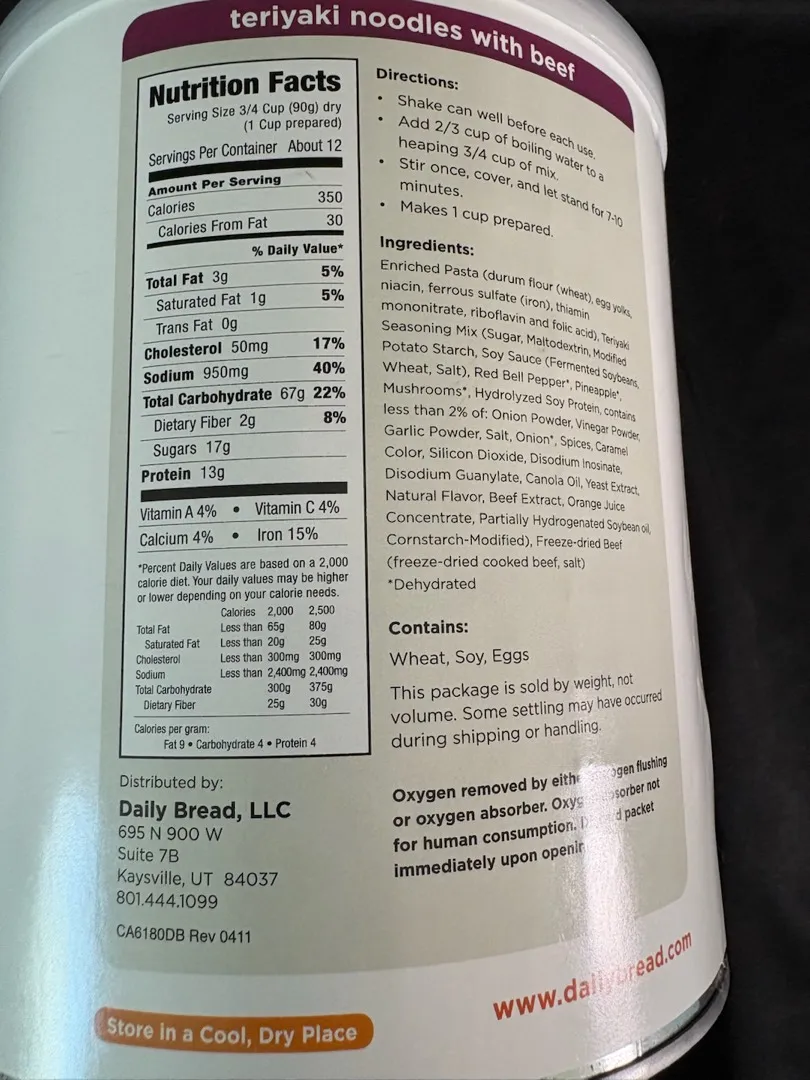 teriyaki noodles with beef
Nutrition Facts
Serving Size 3/4 Cup (90g) dry
(1 Cup prepared)
Servings Per Container About 12
Amount Per Serving
Calories 350
Calories From Fat 30
% Daily Value*
Total Fat 3g 5%
Saturated Fat 1g 5%
Trans Fat 0g
Cholesterol 50mg 17%
Sodium 950mg 40%
Total Carbohydrate 67g 22%
Dietary Fiber 2g 8%
Sugars 17g
Protein 13g
Vitamin A 4% • Vitamin C 4%
Calcium 4% • Iron 15%
*Percent Daily Values are based on a 2,000
calorie diet. Your daily values may be higher
or lower depending on your calorie needs.
Calories 2,000 2,500
Total Fat Less than 65g 80g
Saturated Fat Less than 20g 25g
Cholesterol Less than 300mg 300mg
Sodium Less than 2,400mg 2,400mg
Total Carbohydrate 300g 375g
Dietary Fiber 25g 30g
Calories per gram:
Fat 9 • Carbohydrate 4 • Protein 4
Distributed by:
Daily Bread, LLC
695 N 900 W
Suite 7B
Kaysville, UT 84037
801.444.1099
CA6180DB Rev 0411
Directions:
• Shake can well before each use.
• Add 2/3 cup of boiling water to a
heaping 3/4 cup of mix.
• Stir once, cover, and let stand for 7-10
minutes.
• Makes 1 cup prepared.
Ingredients:
Enriched Pasta (durum flour (wheat), egg yolks,
niacin, ferrous sulfate (iron), thiamin
mononitrate, riboflavin and folic acid), Teriyaki
Seasoning Mix (Sugar, Maltodextrin, Modified
Potato Starch, Soy Sauce (Fermented Soybeans,
Wheat, Salt), Red Bell Pepper*, Pineapple*,
Mushrooms*, Hydrolyzed Soy Protein, contains
less than 2% of: Onion Powder, Vinegar Powder,
Garlic Powder, Salt, Onion*, Spices, Caramel
Color, Silicon Dioxide, Disodium Inosinate,
Disodium Guanylate, Canola Oil, Yeast Extract,
Natural Flavor, Beef Extract, Orange Juice
Concentrate, Partially Hydrogenated Soybean oil,
Cornstarch-Modified), Freeze-dried Beef
(freeze-dried cooked beef, salt)
*Dehydrated
Contains:
Wheat, Soy, Eggs
This package is sold by weight, not
volume. Some settling may have occurred
during shipping or handling.
Oxygen removed by flushing
or oxygen absorber. not
for human consumption. packet
immediately upon
www.dailybread.com
Store in a Cool, Dry Place